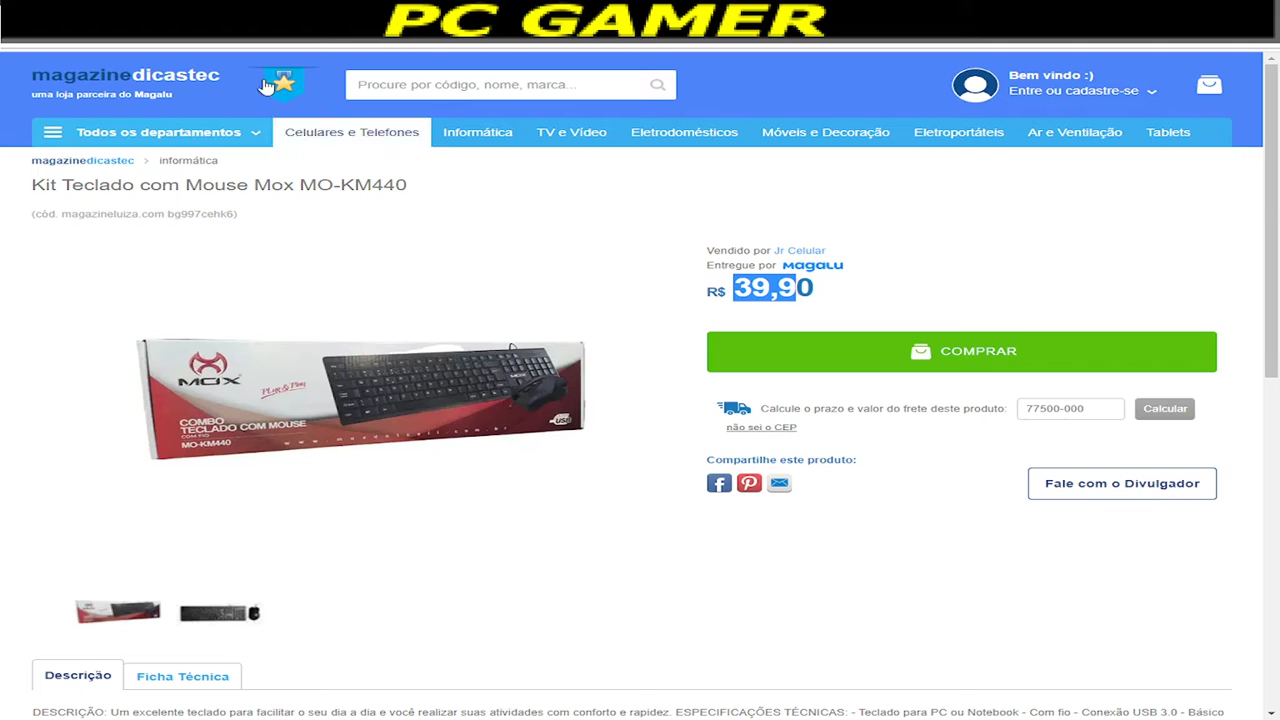 PC GAMER
magazinedicastec
uma loja parceira do Magalu
Procure por código, nome, marca...
Bem vindo :)
Entre ou cadastre-se
Todos os departamentos
Celulares e Telefones
Informática
TV e Vídeo
Eletrodomésticos
Móveis e Decoração
Eletroportáteis
Ar e Ventilação
Tablets
magazinedicastec > informática
Kit Teclado com Mouse Mox MO-KM440
(cód. magazineluiza.com bg997cehk6)
Vendido por Jr Celular
Entregue por Magalu
R$ 39,90
COMPRAR
Calcule o prazo e valor do frete deste produto:
77500-000
Calcular
não sei o CEP
Compartilhe este produto:
Fale com o Divulgador
MOX
Plug & Play
COMBO
TECLADO COM MOUSE
COM FIO
MO-KM440
USB
Descrição
Ficha Técnica
DESCRIÇÃO: Um excelente teclado para facilitar o seu dia a dia e você realizar suas atividades com conforto e rapidez. ESPECIFICAÇÕES TÉCNICAS: - Teclado para PC ou Notebook - Com fio - Conexão USB 3.0 - Básico